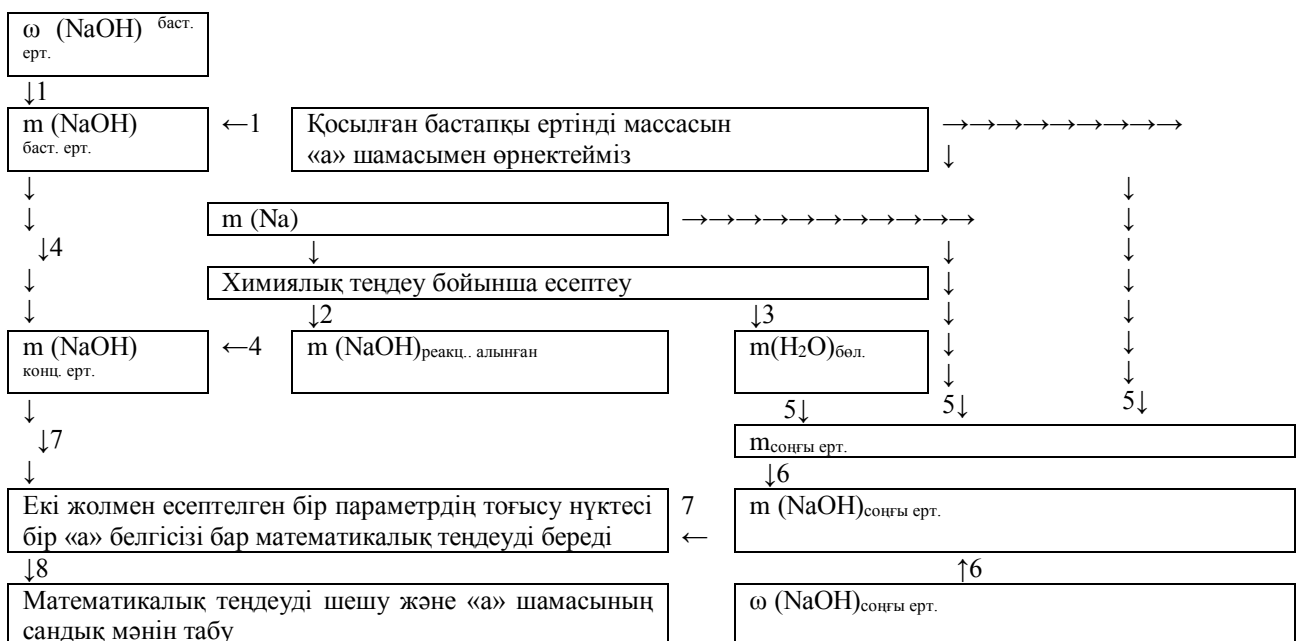 ω (NaOH) баст.
ерт.
↓1
m (NaOH) ←1 Қосылған бастапқы ертінді массасын →→→→→→→→→
баст. ерт. «а» шамасымен өрнектейміз ↓
↓ ↓
↓ m (Na) →→→→→→→→→→→ ↓
↓4 ↓ ↓ ↓
↓ Химиялық теңдеу бойынша есептеу ↓ ↓
↓ ↓2 ↓3 ↓ ↓
m (NaOH) ←4 m (NaOH)реакц.. алынған m(H₂O)бөл. ↓ ↓
конц. ерт. ↓ ↓
↓ 5↓ 5↓ 5↓
↓7 mсоңғы ерт.
↓ ↓6
Екі жолмен есептелген бір параметрдің тоғысу нүктесі 7 m (NaOH)соңғы ерт.
бір «а» белгісізі бар математикалық теңдеуді береді ←
↓8 ↑6
Математикалық теңдеуді шешу және «а» шамасының ω (NaOH)соңғы ерт.
сандық мәнін табу